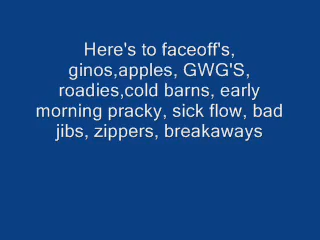 Here's to faceoff's,
ginos,apples, GWG'S,
roadies,cold barns, early
morning pracky, sick flow, bad
jibs, zippers, breakaways